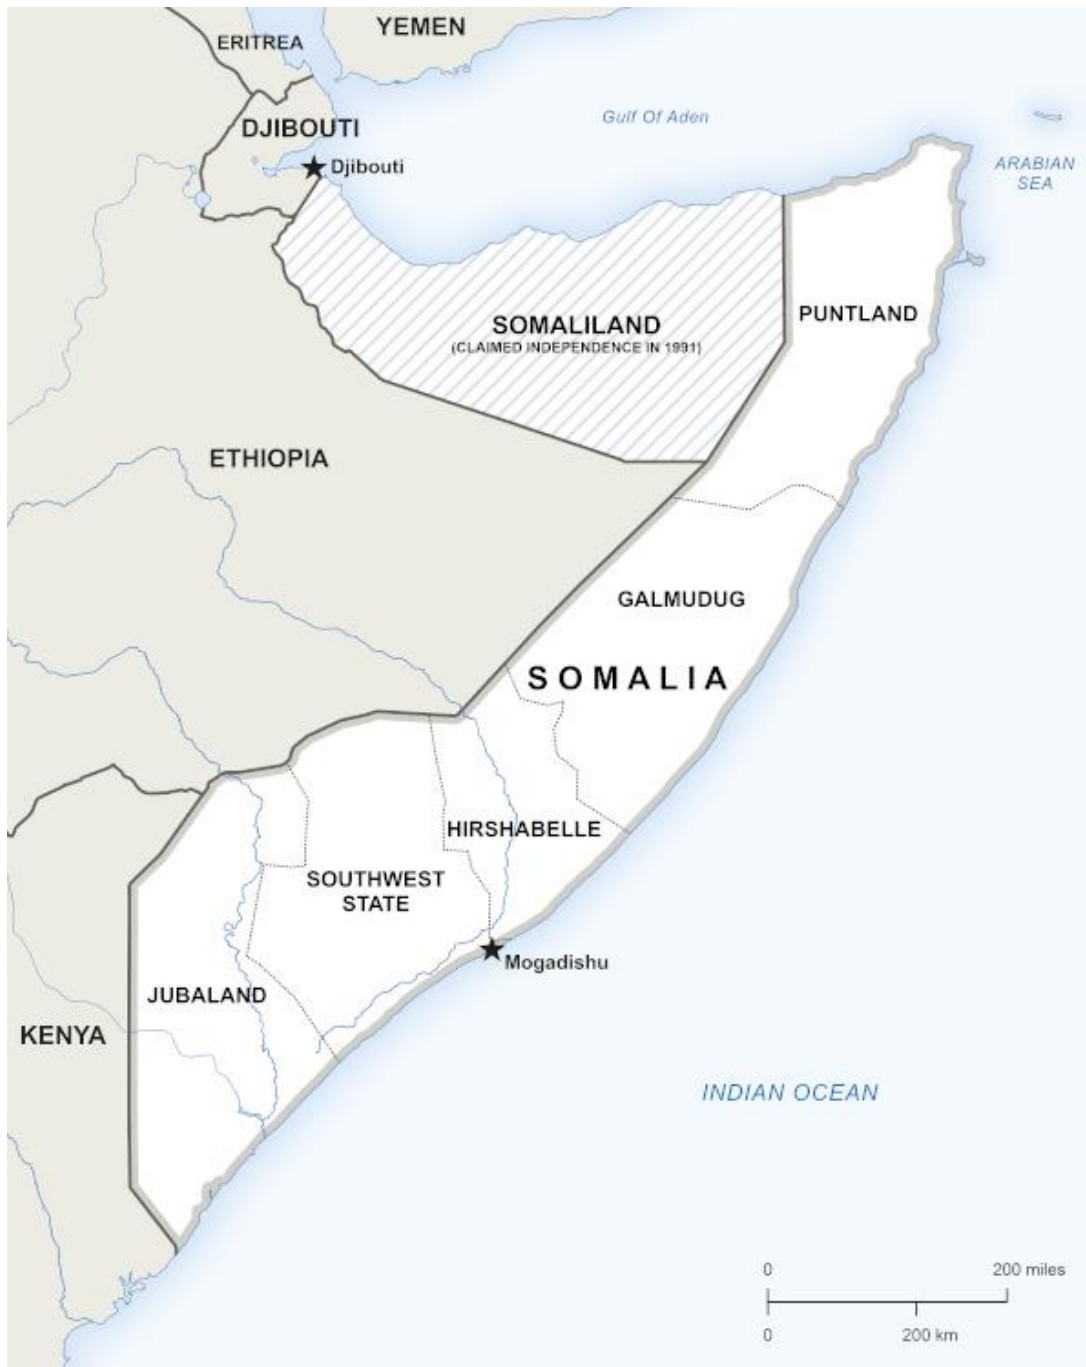 YEMEN
ERITREA
Gulf Of Aden
DJIBOUTI
Djibouti
ARABIAN
SEA
PUNTLAND
SOMALILAND
(CLAIMED INDEPENDENCE IN 1991)
ETHIOPIA
GALMUDUG
SOMALIA
HIRSHABELLE
SOUTHWEST
STATE
Mogadishu
JUBALAND
KENYA
INDIAN OCEAN
0 200 miles
0 200 km